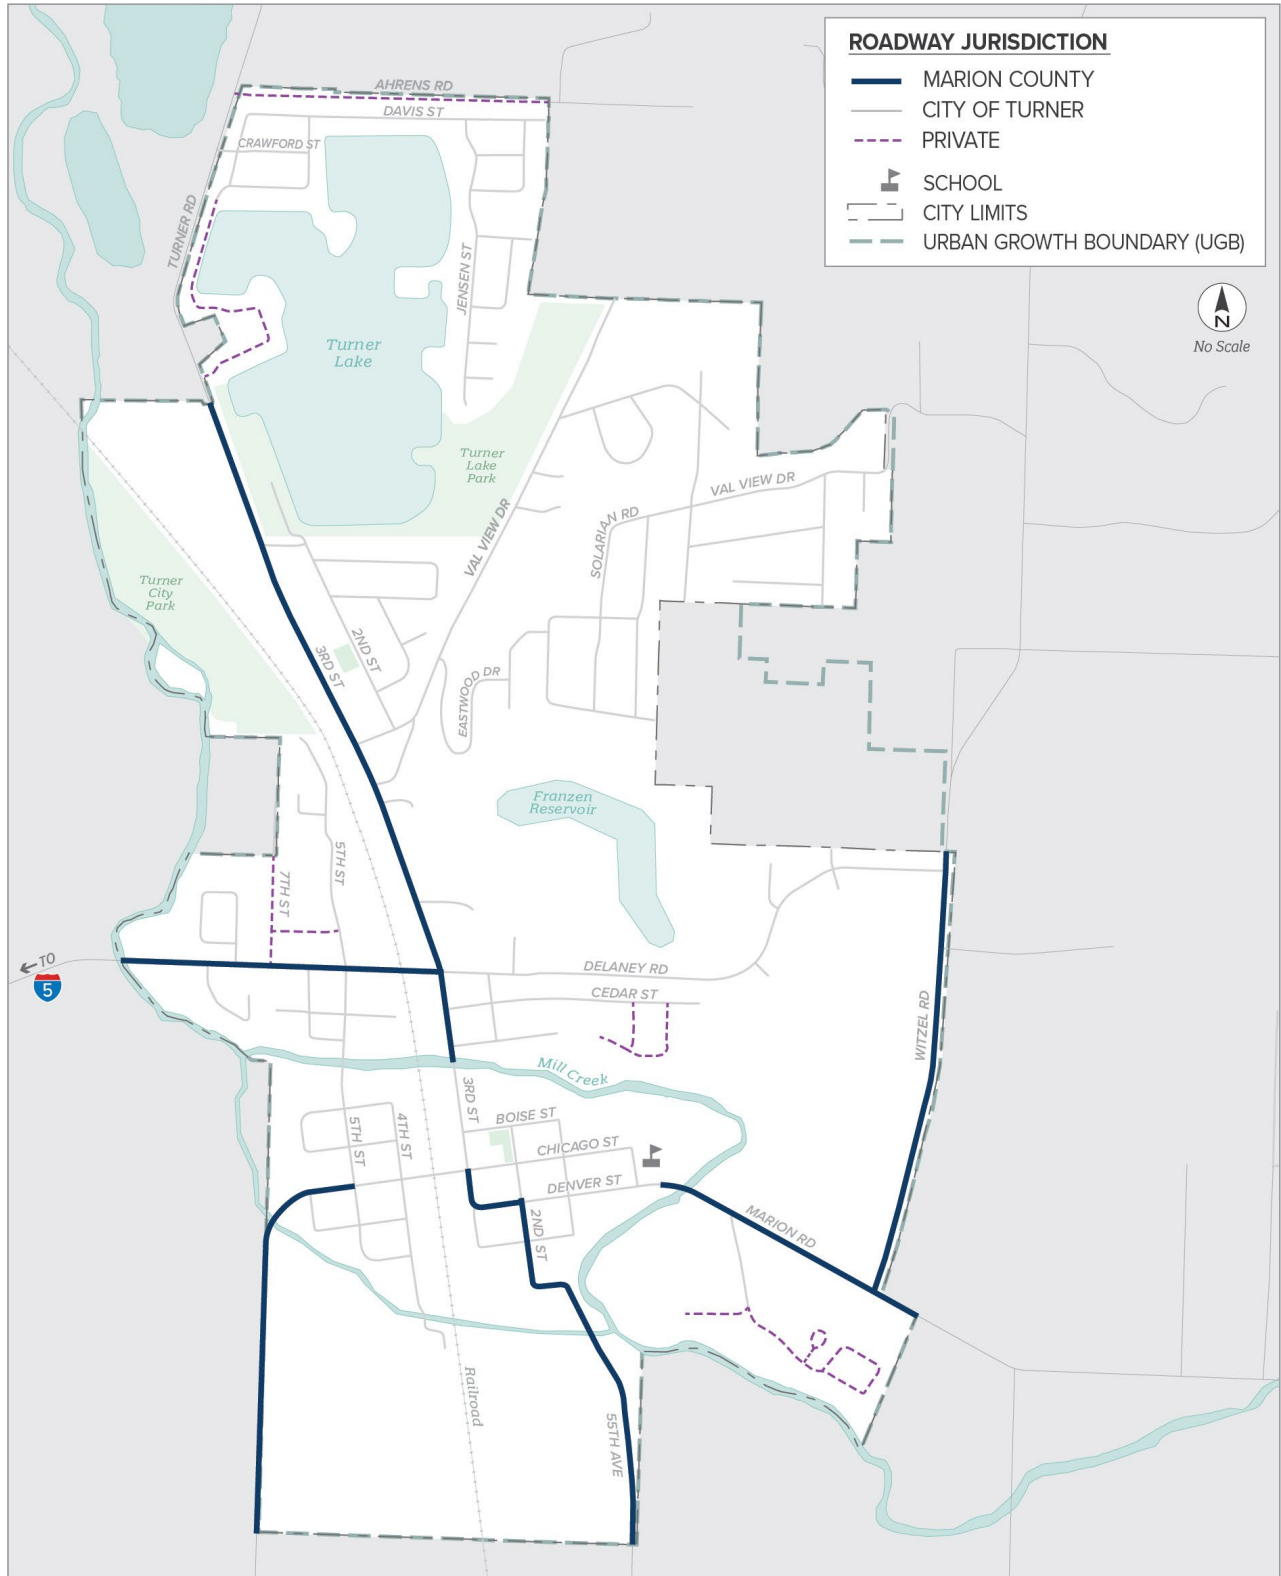 ROADWAY JURISDICTION
MARION COUNTY
CITY OF TURNER
PRIVATE
SCHOOL
CITY LIMITS
URBAN GROWTH BOUNDARY (UGB)
N
No Scale
AHRENS RD
DAVIS ST
CRAWFORD ST
TURNER RD
JENSEN ST
Turner
Lake
Turner
Lake
Park
VAL VIEW DR
VAL VIEW DR
SOLARIAN RD
Turner
City
Park
2ND ST
3RD ST
EASTWOOD DR
Franzen
Reservoir
5TH ST
7TH ST
TO
5
DELANEY RD
CEDAR ST
WITZEL RD
Mill Creek
3RD ST
BOISE ST
5TH ST
4TH ST
CHICAGO ST
DENVER ST
2ND ST
MARION RD
Railroad
55TH AVE